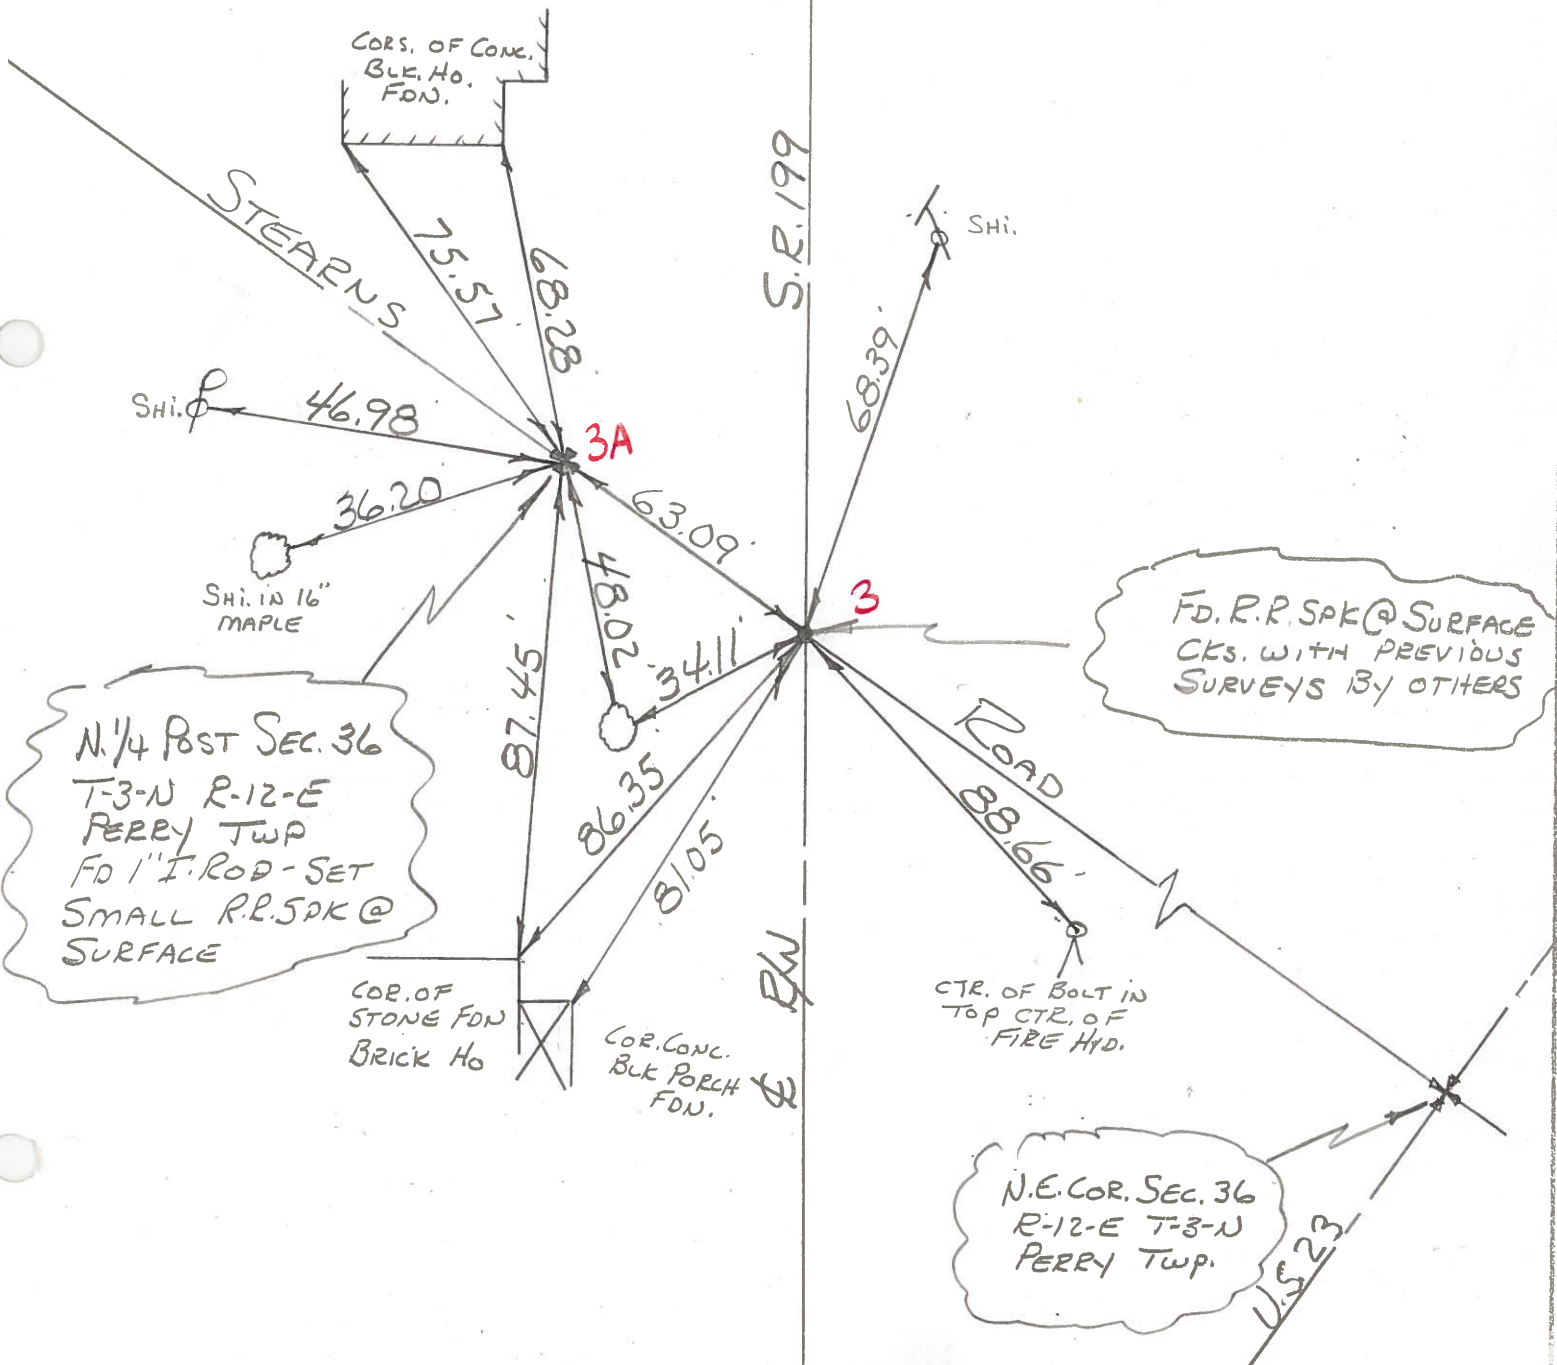 CORS. OF CONC.
BLK. HO.
FDN.
STEARNS
75.57'
68.28'
S.R. 199
SHI.
68.39'
SHI.
46.98
3A
36.20
63.09'
SHI. IN 16"
MAPLE
48.02'
3
34.11'
FD. R.R. SPK @ SURFACE
CKS. WITH PREVIOUS
SURVEYS BY OTHERS
87.45'
N. 1/4 POST SEC. 36
T-3-N R-12-E
PERRY TWP
FD 1" I. ROD - SET
SMALL R.R. SPK @
SURFACE
ROAD
86.35
81.05'
88.66'
℄ R/W
COR. OF
STONE FDN
BRICK HO
COR. CONC.
BLK PORCH
FDN.
CTR. OF BOLT IN
TOP CTR. OF
FIRE HYD.
N.E. COR. SEC. 36
R-12-E T-3-N
PERRY TWP.
U.S. 23